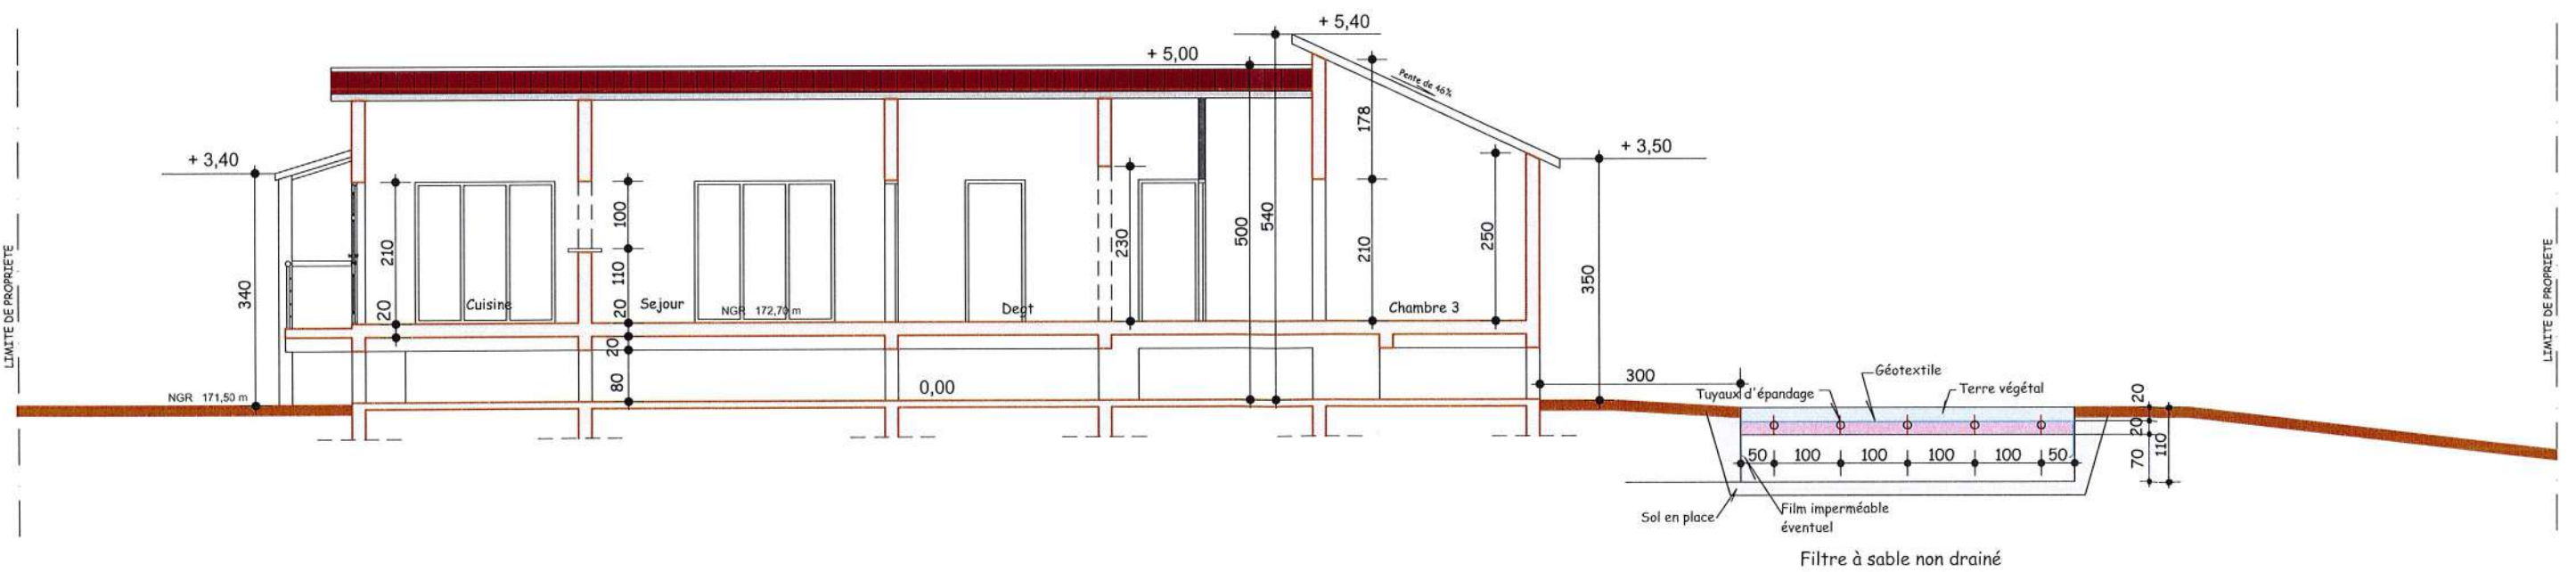 + 5,40
+ 5,00
Pente de 46%
+ 3,40
+ 3,50
178
100
210
110
20
20
20
80
230
500
540
210
250
350
340
LIMITE DE PROPRIETE
LIMITE DE PROPRIETE
Cuisine
Sejour
NGR 172,70 m
Degt
Chambre 3
NGR 171,50 m
0,00
300
Géotextile
Tuyaux d'épandage
Terre végétal
20
20
110
70
50 100 100 100 100 50
Sol en place
Film imperméable
éventuel
Filtre à sable non drainé